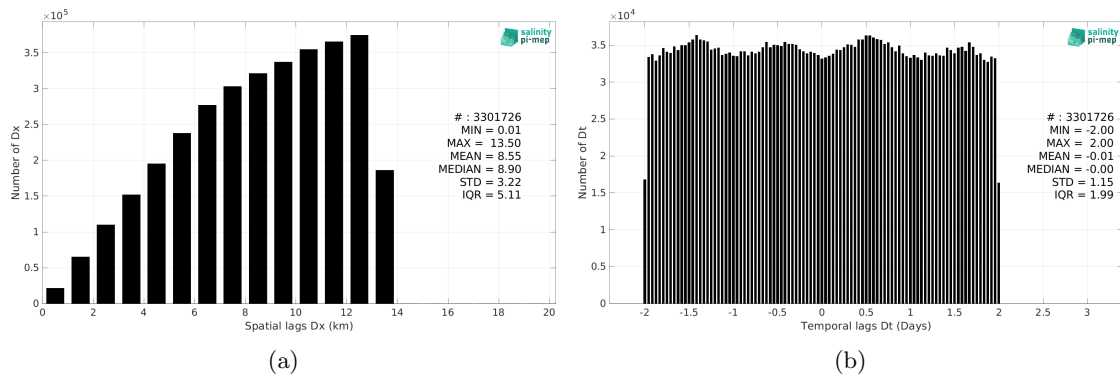 ×10⁵
salinity
pi-mep
3.5
3
2.5
2
1.5
1
0.5
0
Number of Dx
# : 3301726
MIN = 0.01
MAX = 13.50
MEAN = 8.55
MEDIAN = 8.90
STD = 3.22
IQR = 5.11
0 2 4 6 8 10 12 14 16 18 20
Spatial lags Dx (km)
(a)
×10⁴
salinity
pi-mep
3.5
3
2.5
2
1.5
1
0.5
0
Number of Dt
# : 3301726
MIN = -2.00
MAX = 2.00
MEAN = -0.01
MEDIAN = -0.00
STD = 1.15
IQR = 1.99
-2 -1.5 -1 -0.5 0 0.5 1 1.5 2 2.5 3
Temporal lags Dt (Days)
(b)